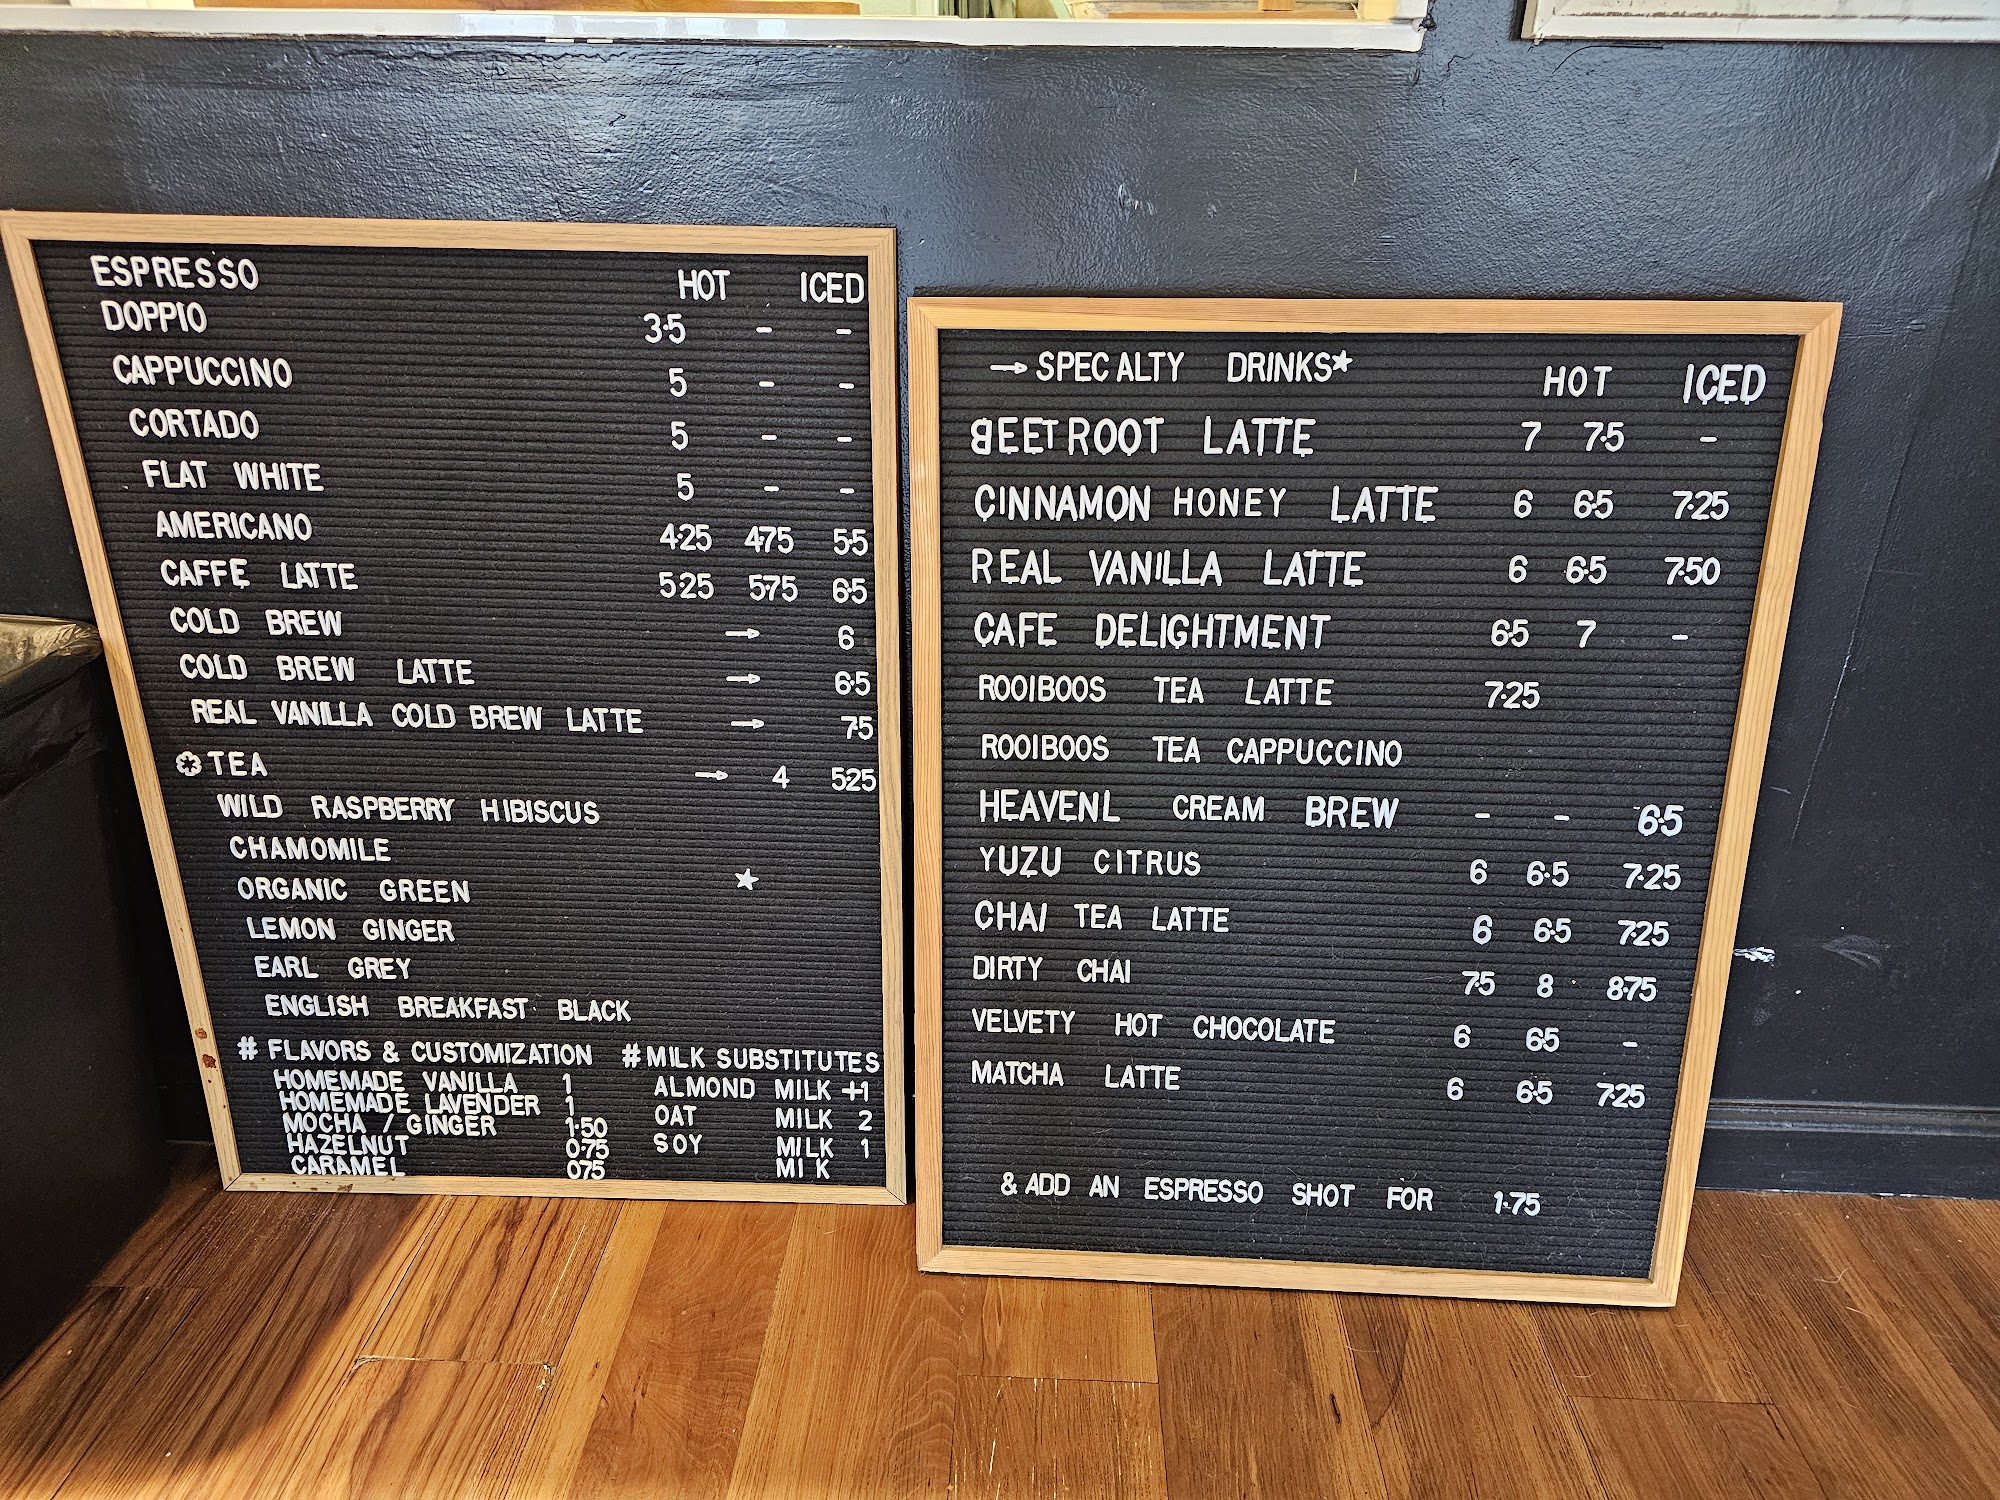 ESPRESSO HOT ICED
DOPPIO 3.5 - -
CAPPUCCINO 5 - -
CORTADO 5 - -
FLAT WHITE 5 - -
AMERICANO 4.25 4.75 5.5
CAFFE LATTE 5.25 5.75 6.5
COLD BREW → 6
COLD BREW LATTE → 6.5
REAL VANILLA COLD BREW LATTE → 7.5
TEA → 4 5.25
WILD RASPBERRY HIBISCUS
CHAMOMILE
ORGANIC GREEN ★
LEMON GINGER
EARL GREY
ENGLISH BREAKFAST BLACK
# FLAVORS & CUSTOMIZATION
HOMEMADE VANILLA 1
HOMEMADE LAVENDER 1
MOCHA / GINGER 1.50
HAZELNUT 0.75
CARAMEL 075
# MILK SUBSTITUTES
ALMOND MILK +1
OAT MILK 2
SOY MILK 1
MI K
→ SPECALTY DRINKS★ HOT ICED
BEETROOT LATTE 7 7.5 -
CINNAMON HONEY LATTE 6 6.5 7.25
REAL VANILLA LATTE 6 6.5 7.50
CAFE DELIGHTMENT 6.5 7 -
ROOIBOOS TEA LATTE 7.25
ROOIBOOS TEA CAPPUCCINO
HEAVENL CREAM BREW - - 6.5
YUZU CITRUS 6 6.5 7.25
CHAI TEA LATTE 6 6.5 7.25
DIRTY CHAI 7.5 8 8.75
VELVETY HOT CHOCOLATE 6 65 -
MATCHA LATTE 6 6.5 7.25
& ADD AN ESPRESSO SHOT FOR 1.75